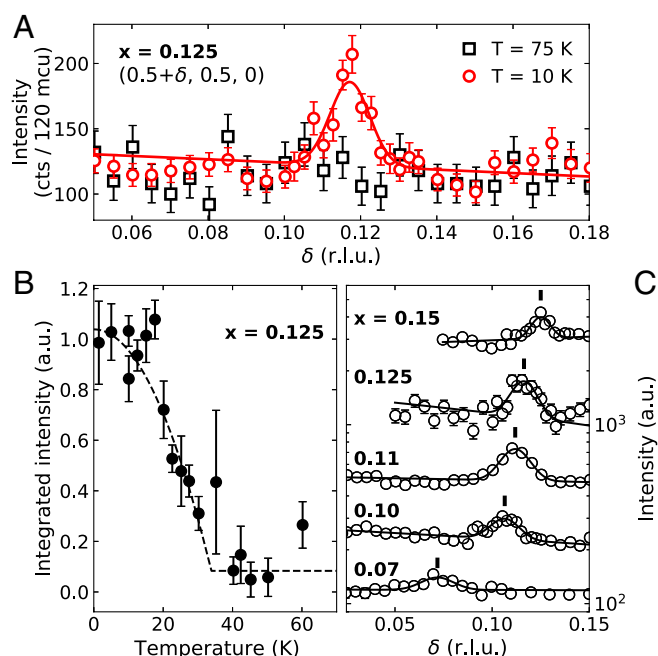 A
x = 0.125
(0.5+δ, 0.5, 0)
T = 75 K
T = 10 K
Intensity
(cts / 120 mcu)
200
150
100
0.06 0.08 0.10 0.12 0.14 0.16 0.18
δ (r.l.u.)
B
x = 0.125
Integrated intensity (a.u.)
1.2
1.0
0.8
0.6
0.4
0.2
0.0
0 20 40 60
Temperature (K)
C
x = 0.15
0.125
0.11
0.10
0.07
10³
10²
Intensity (a.u.)
0.05 0.10 0.15
δ (r.l.u.)